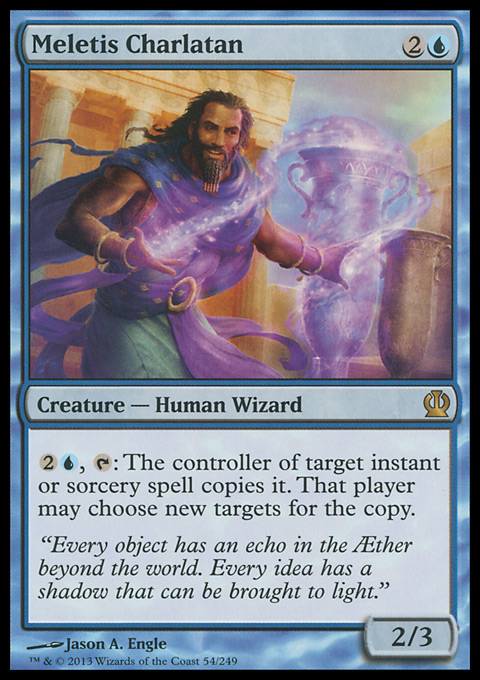 Meletis Charlatan 2
Creature — Human Wizard
2, : The controller of target instant
or sorcery spell copies it. That player
may choose new targets for the copy.
“Every object has an echo in the Æther
beyond the world. Every idea has a
shadow that can be brought to light.”
Jason A. Engle
2/3
™ & © 2013 Wizards of the Coast 54/249